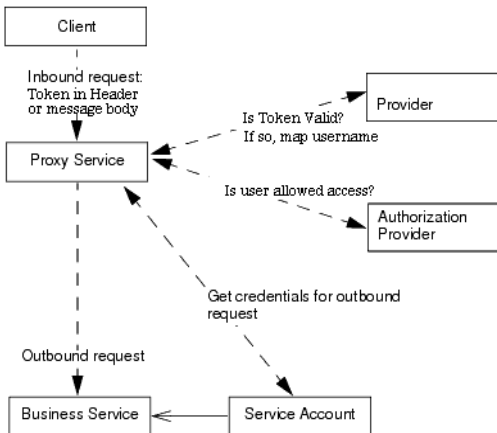 Client
Inbound request:
Token in Header
or message body
Is Token Valid?
If so, map username
Provider
Proxy Service
Is user allowed access?
Authorization
Provider
Get credentials for outbound
request
Outbound request
Business Service
Service Account